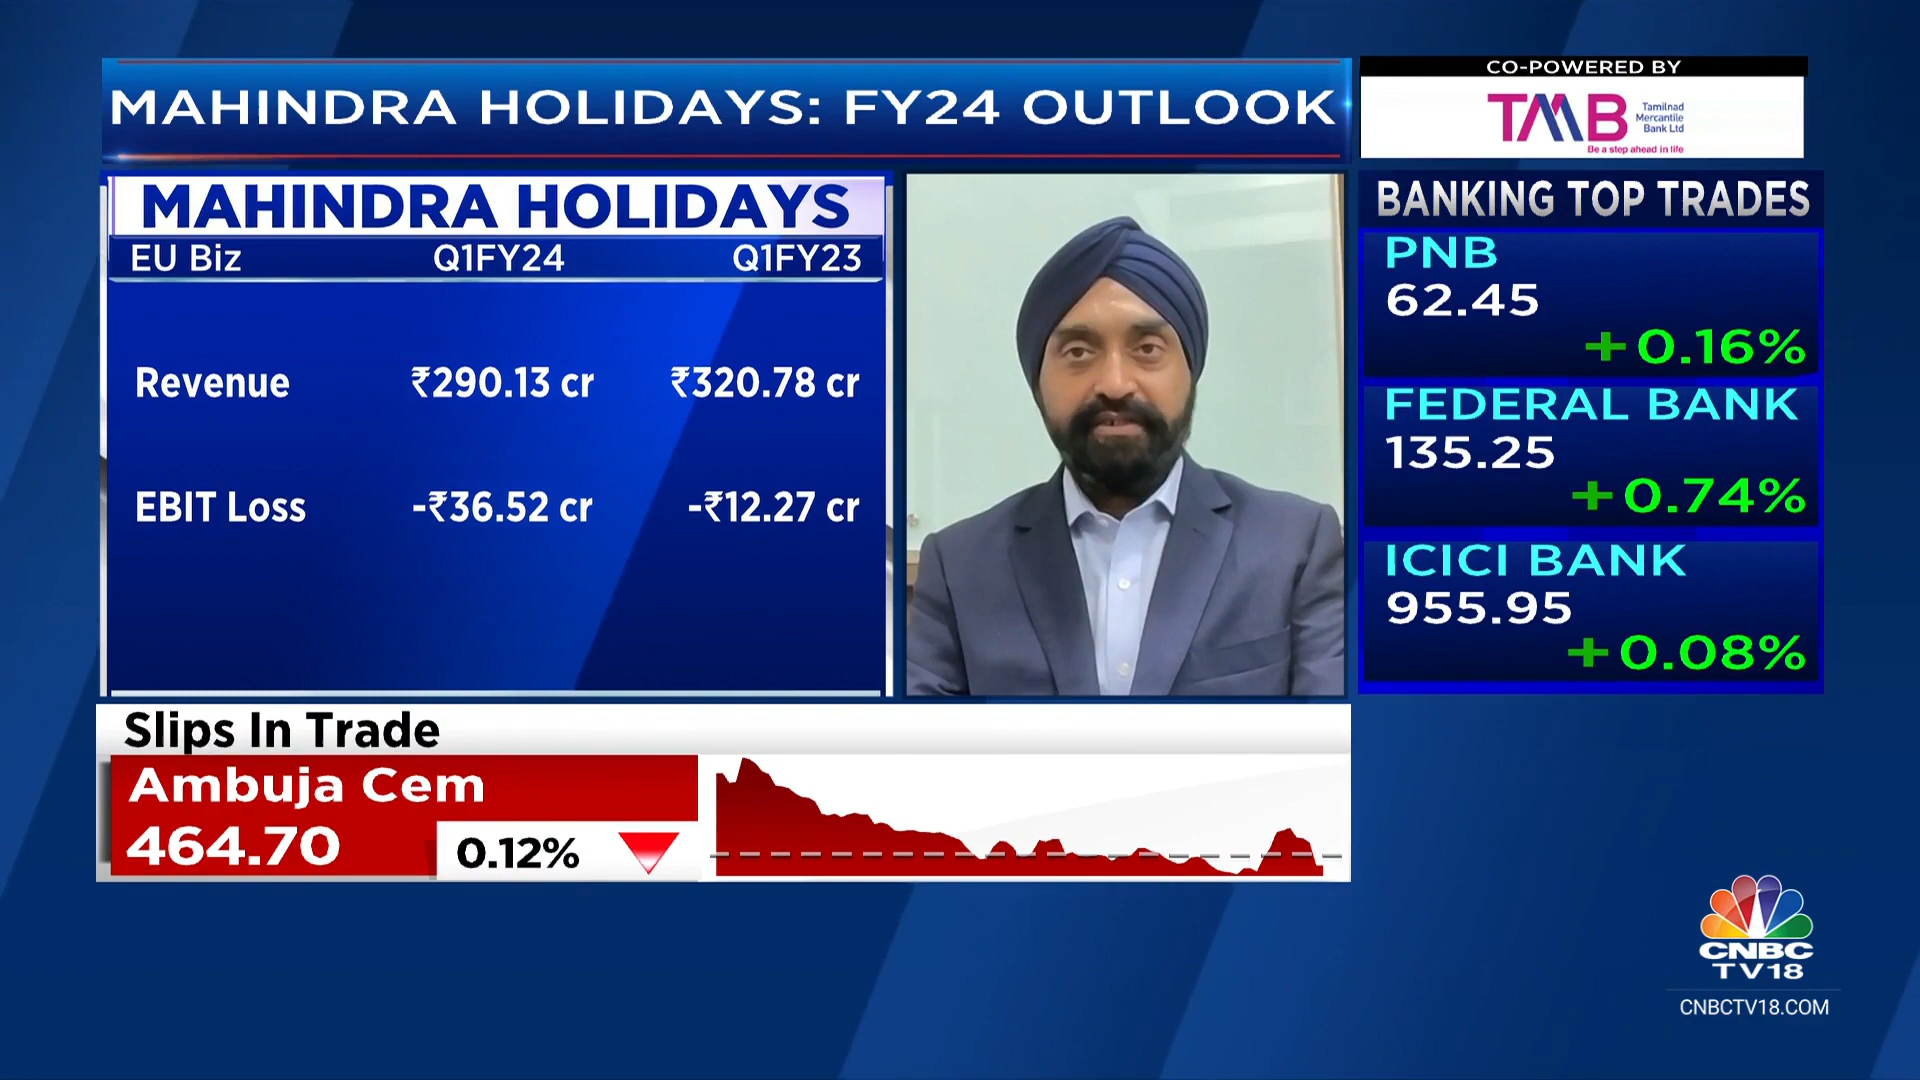 MAHINDRA HOLIDAYS: FY24 OUTLOOK
CO-POWERED BY
TMB
Tamilnad
Mercantile
Bank Ltd
Be a step ahead in life
MAHINDRA HOLIDAYS
EU Biz Q1FY24 Q1FY23
Revenue ₹290.13 cr ₹320.78 cr
EBIT Loss -₹36.52 cr -₹12.27 cr
BANKING TOP TRADES
PNB
62.45
+0.16%
FEDERAL BANK
135.25
+0.74%
ICICI BANK
955.95
+0.08%
Slips In Trade
Ambuja Cem
464.70
0.12%
CNBC
TV18
CNBCTV18.COM